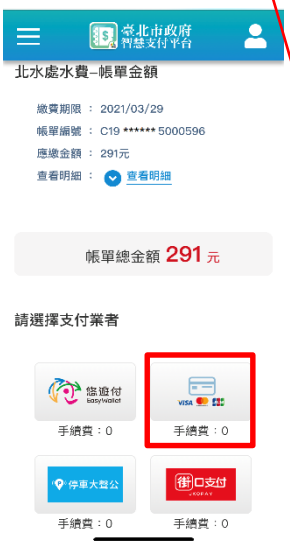 臺北市政府
智慧支付平台
北水處水費–帳單金額
繳費期限 : 2021/03/29
帳單編號 : C19 ****** 5000596
應繳金額 : 291元
查看明細 : 查看明細
帳單總金額 291 元
請選擇支付業者
悠遊付
EasyWallet
手續費：0
VISA JCB
手續費：0
停車大聲公
手續費：0
街口支付
JKOPAY
手續費：0